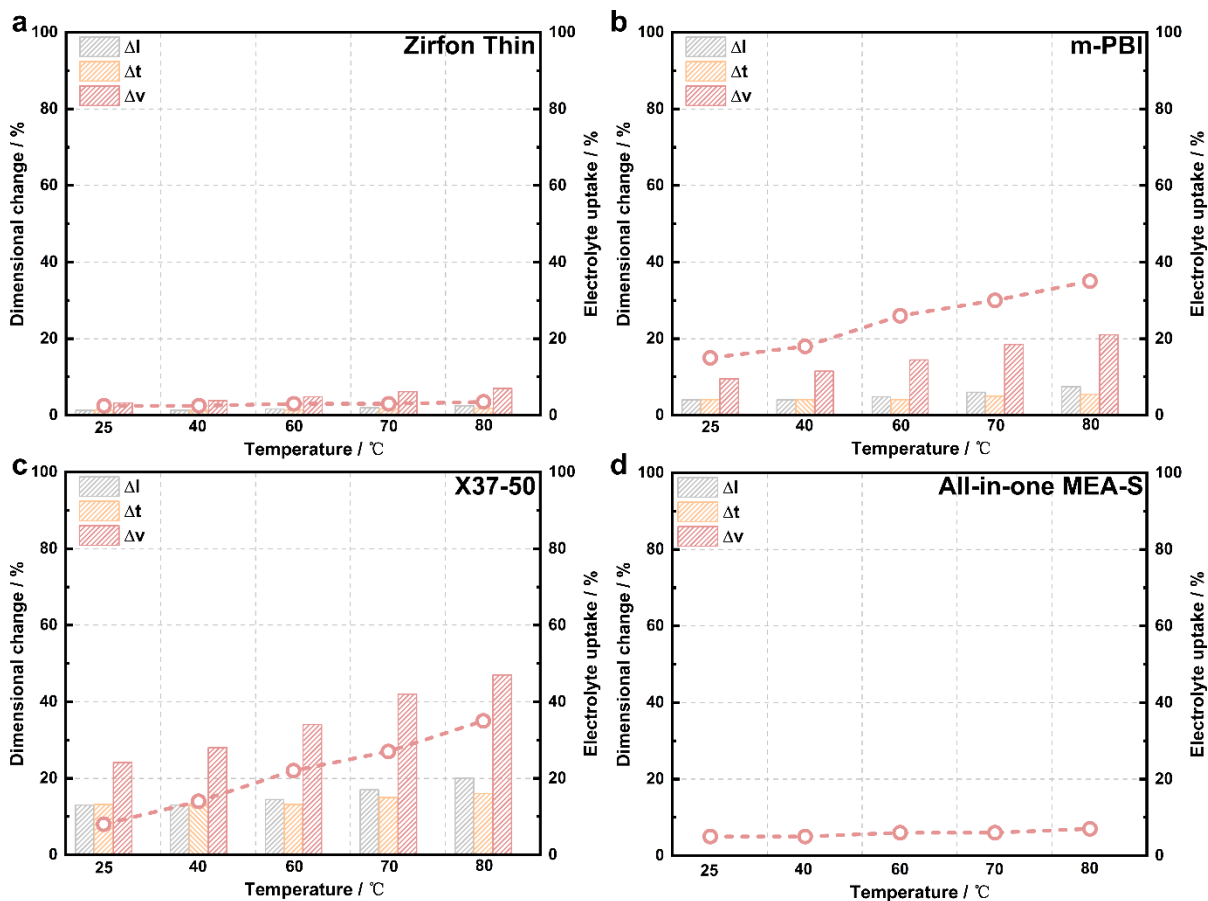 a
Zirfon Thin
Δl
Δt
Δv
100
80
60
40
20
0
100
80
60
40
20
0
Dimensional change / %
Electrolyte uptake / %
25 40 60 70 80
Temperature / ℃
b
m-PBI
Δl
Δt
Δv
100
80
60
40
20
0
100
80
60
40
20
0
Dimensional change / %
Electrolyte uptake / %
25 40 60 70 80
Temperature / ℃
c
X37-50
Δl
Δt
Δv
100
80
60
40
20
0
100
80
60
40
20
0
Dimensional change / %
Electrolyte uptake / %
25 40 60 70 80
Temperature / ℃
d
All-in-one MEA-S
Δl
Δt
Δv
100
80
60
40
20
0
100
80
60
40
20
0
Dimensional change / %
Electrolyte uptake / %
25 40 60 70 80
Temperature / ℃